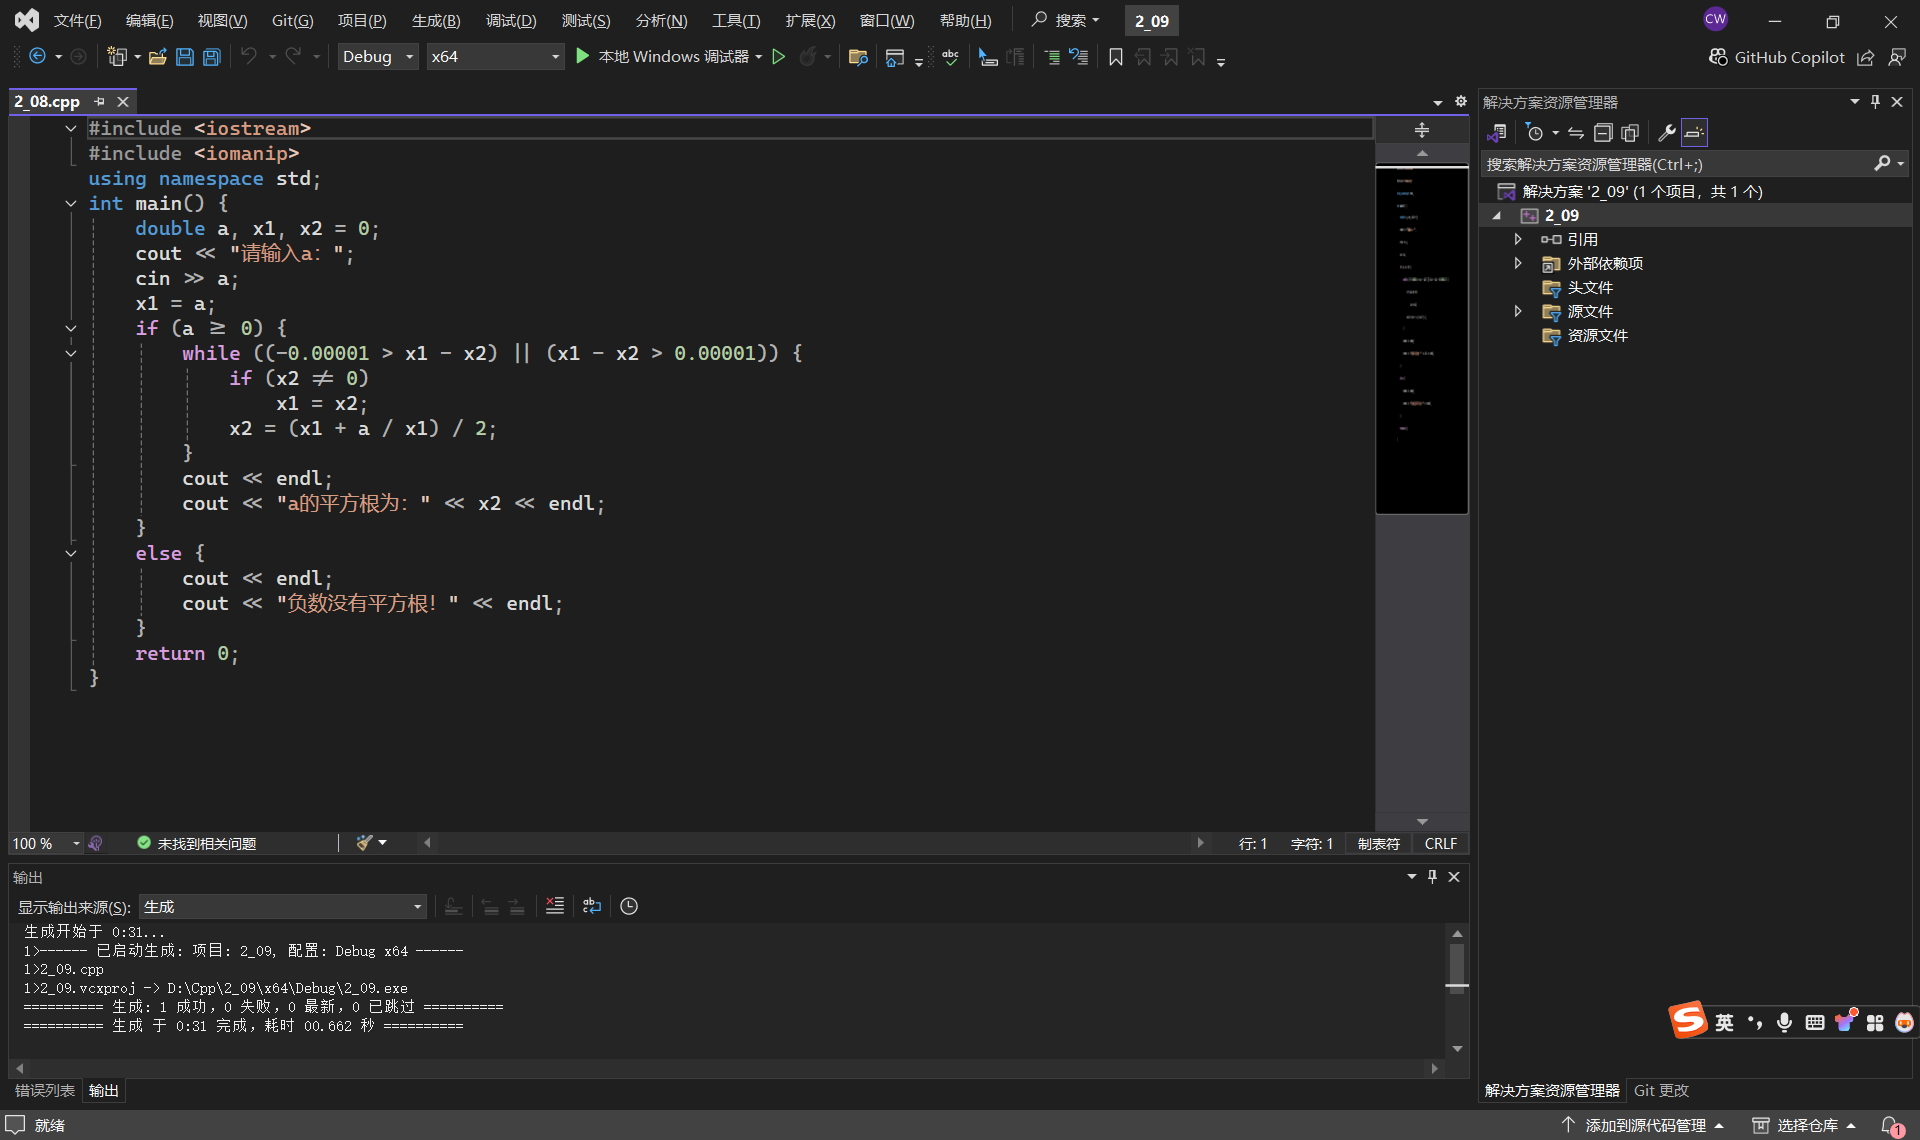 文件(F) 编辑(E) 视图(V) Git(G) 项目(P) 生成(B) 调试(D) 测试(S) 分析(N) 工具(T) 扩展(X) 窗口(W) 帮助(H) 搜索 2_09 CW
Debug x64 本地 Windows 调试器 GitHub Copilot
2_08.cpp
#include <iostream>
#include <iomanip>
using namespace std;
int main() {
double a, x1, x2 = 0;
cout << "请输入a: ";
cin >> a;
x1 = a;
if (a >= 0) {
while ((-0.00001 > x1 - x2) || (x1 - x2 > 0.00001)) {
if (x2 != 0)
x1 = x2;
x2 = (x1 + a / x1) / 2;
}
cout << endl;
cout << "a的平方根为: " << x2 << endl;
}
else {
cout << endl;
cout << "负数没有平方根! " << endl;
}
return 0;
}
100 % 未找到相关问题 行: 1 字符: 1 制表符 CRLF
输出
显示输出来源(S): 生成
生成开始于 0:31...
1>------ 已启动生成: 项目: 2_09, 配置: Debug x64 ------
1>2_09.cpp
1>2_09.vcxproj -> D:\Cpp\2_09\x64\Debug\2_09.exe
========== 生成: 1 成功，0 失败，0 最新，0 已跳过 ==========
========== 生成 于 0:31 完成，耗时 00.662 秒 ==========
错误列表 输出
解决方案资源管理器
搜索解决方案资源管理器(Ctrl+;)
解决方案 '2_09' (1 个项目，共 1 个)
2_09
引用
外部依赖项
头文件
源文件
资源文件
英
解决方案资源管理器 Git 更改
就绪 添加到源代码管理 选择仓库 1